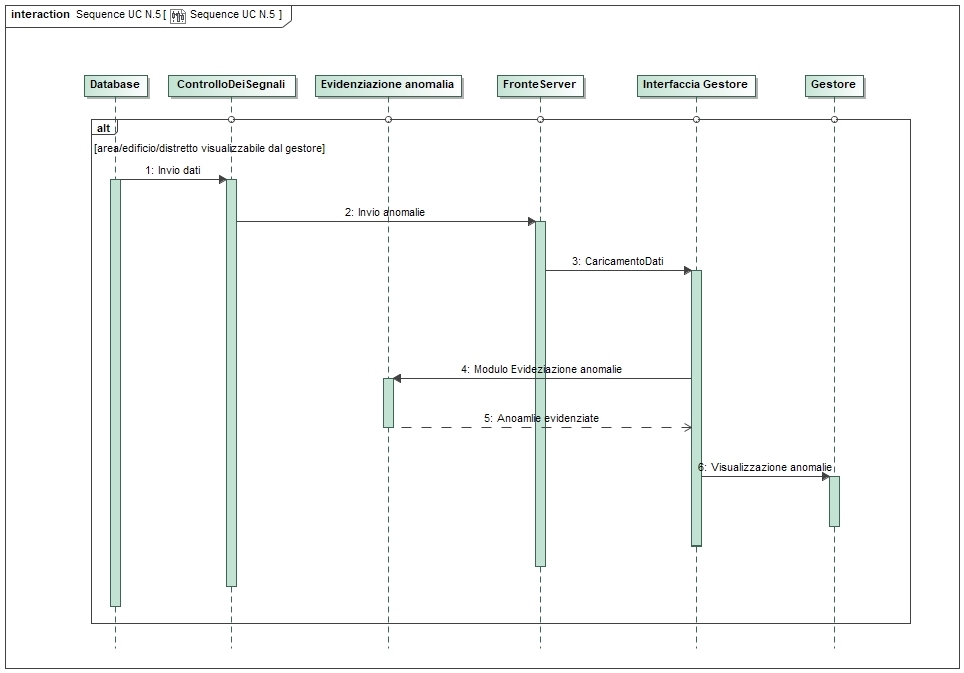 interaction Sequence UC N.5 [ Sequence UC N.5 ]
Database
ControlloDeiSegnali
Evidenziazione anomalia
FronteServer
Interfaccia Gestore
Gestore
alt
[area/edificio/distretto visualizzabile dal gestore]
1: Invio dati
2: Invio anomalie
3: CaricamentoDati
4: Modulo Evideziazione anomalie
5: Anoamlie evidenziate
6: Visualizzazione anomalie